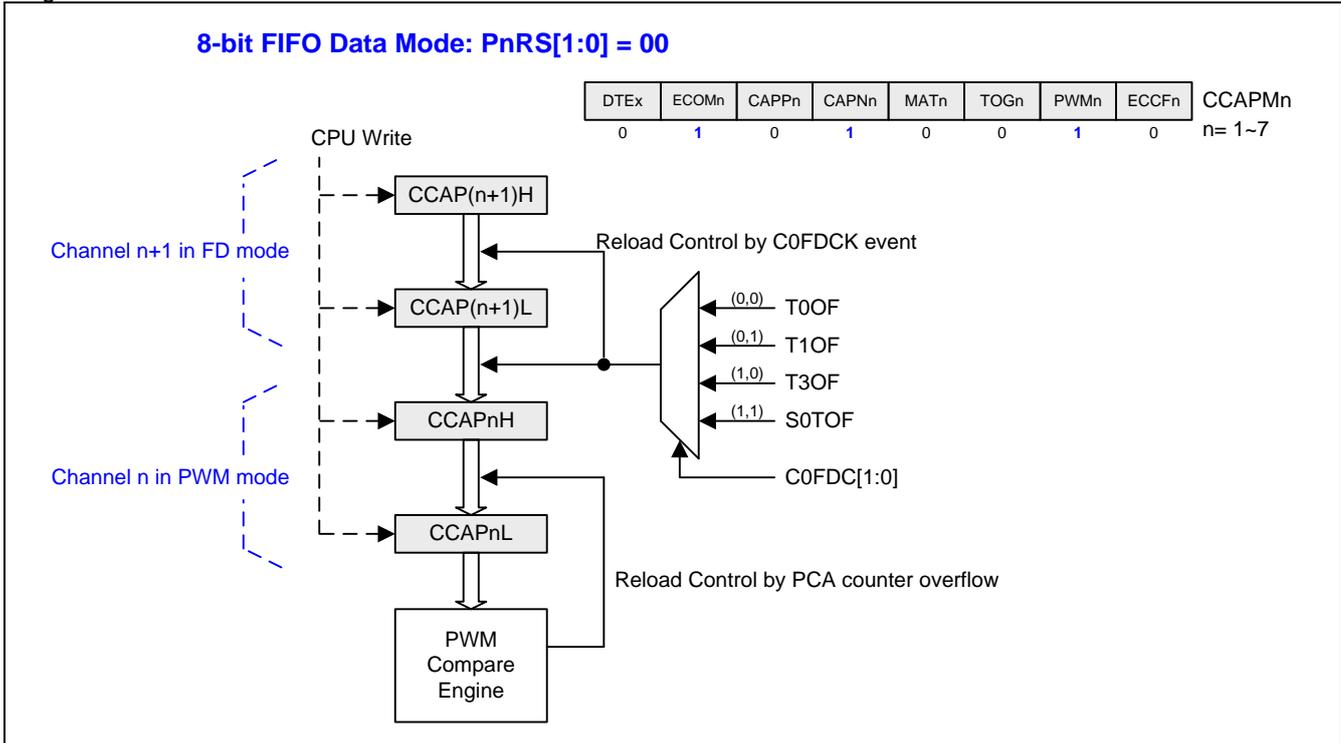 8-bit FIFO Data Mode: PnRS[1:0] = 00
DTEx ECOMn CAPPn CAPNn MATn TOGn PWMn ECCFn CCAPMn
0 1 0 1 0 0 1 0 n= 1~7
CPU Write
CCAP(n+1)H
Channel n+1 in FD mode
Reload Control by C0FDCK event
CCAP(n+1)L
(0,0) T0OF
(0,1) T1OF
(1,0) T3OF
(1,1) S0TOF
CCAPnH
Channel n in PWM mode
C0FDC[1:0]
CCAPnL
Reload Control by PCA counter overflow
PWM
Compare
Engine